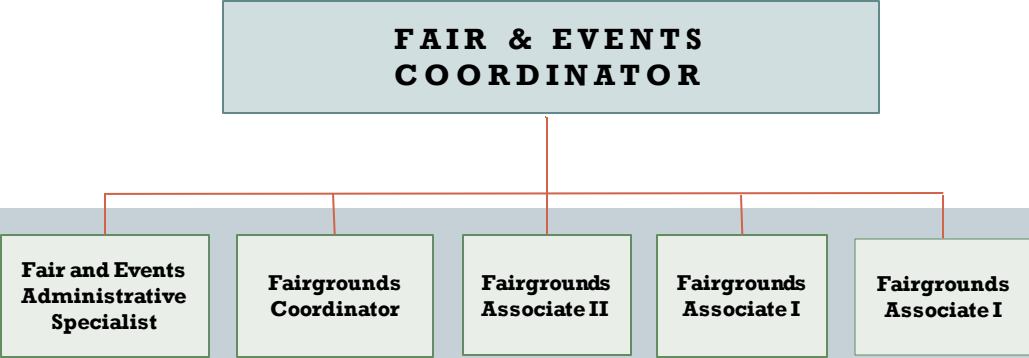 FAIR & EVENTS
COORDINATOR
Fair and Events
Administrative
Specialist
Fairgrounds
Coordinator
Fairgrounds
Associate II
Fairgrounds
Associate I
Fairgrounds
Associate I